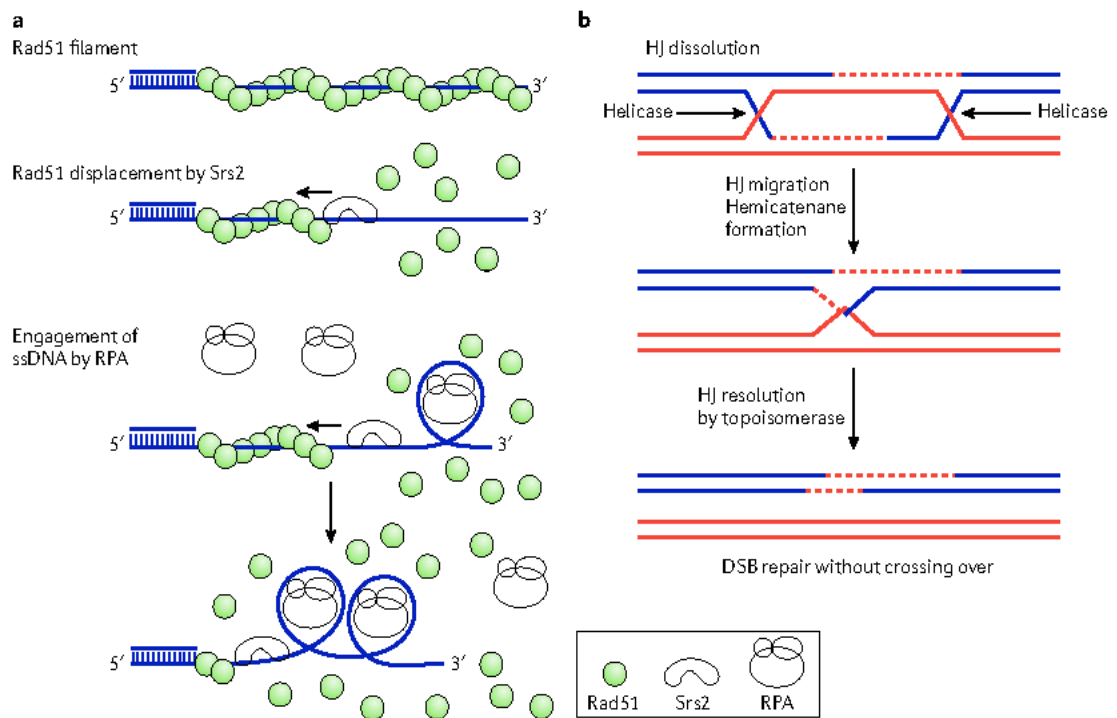 a
Rad51 filament
5′
3′
Rad51 displacement by Srs2
5′
3′
Engagement of
ssDNA by RPA
5′
3′
5′
3′
b
HJ dissolution
Helicase
Helicase
HJ migration
Hemicatenane
formation
HJ resolution
by topoisomerase
DSB repair without crossing over
Rad51
Srs2
RPA